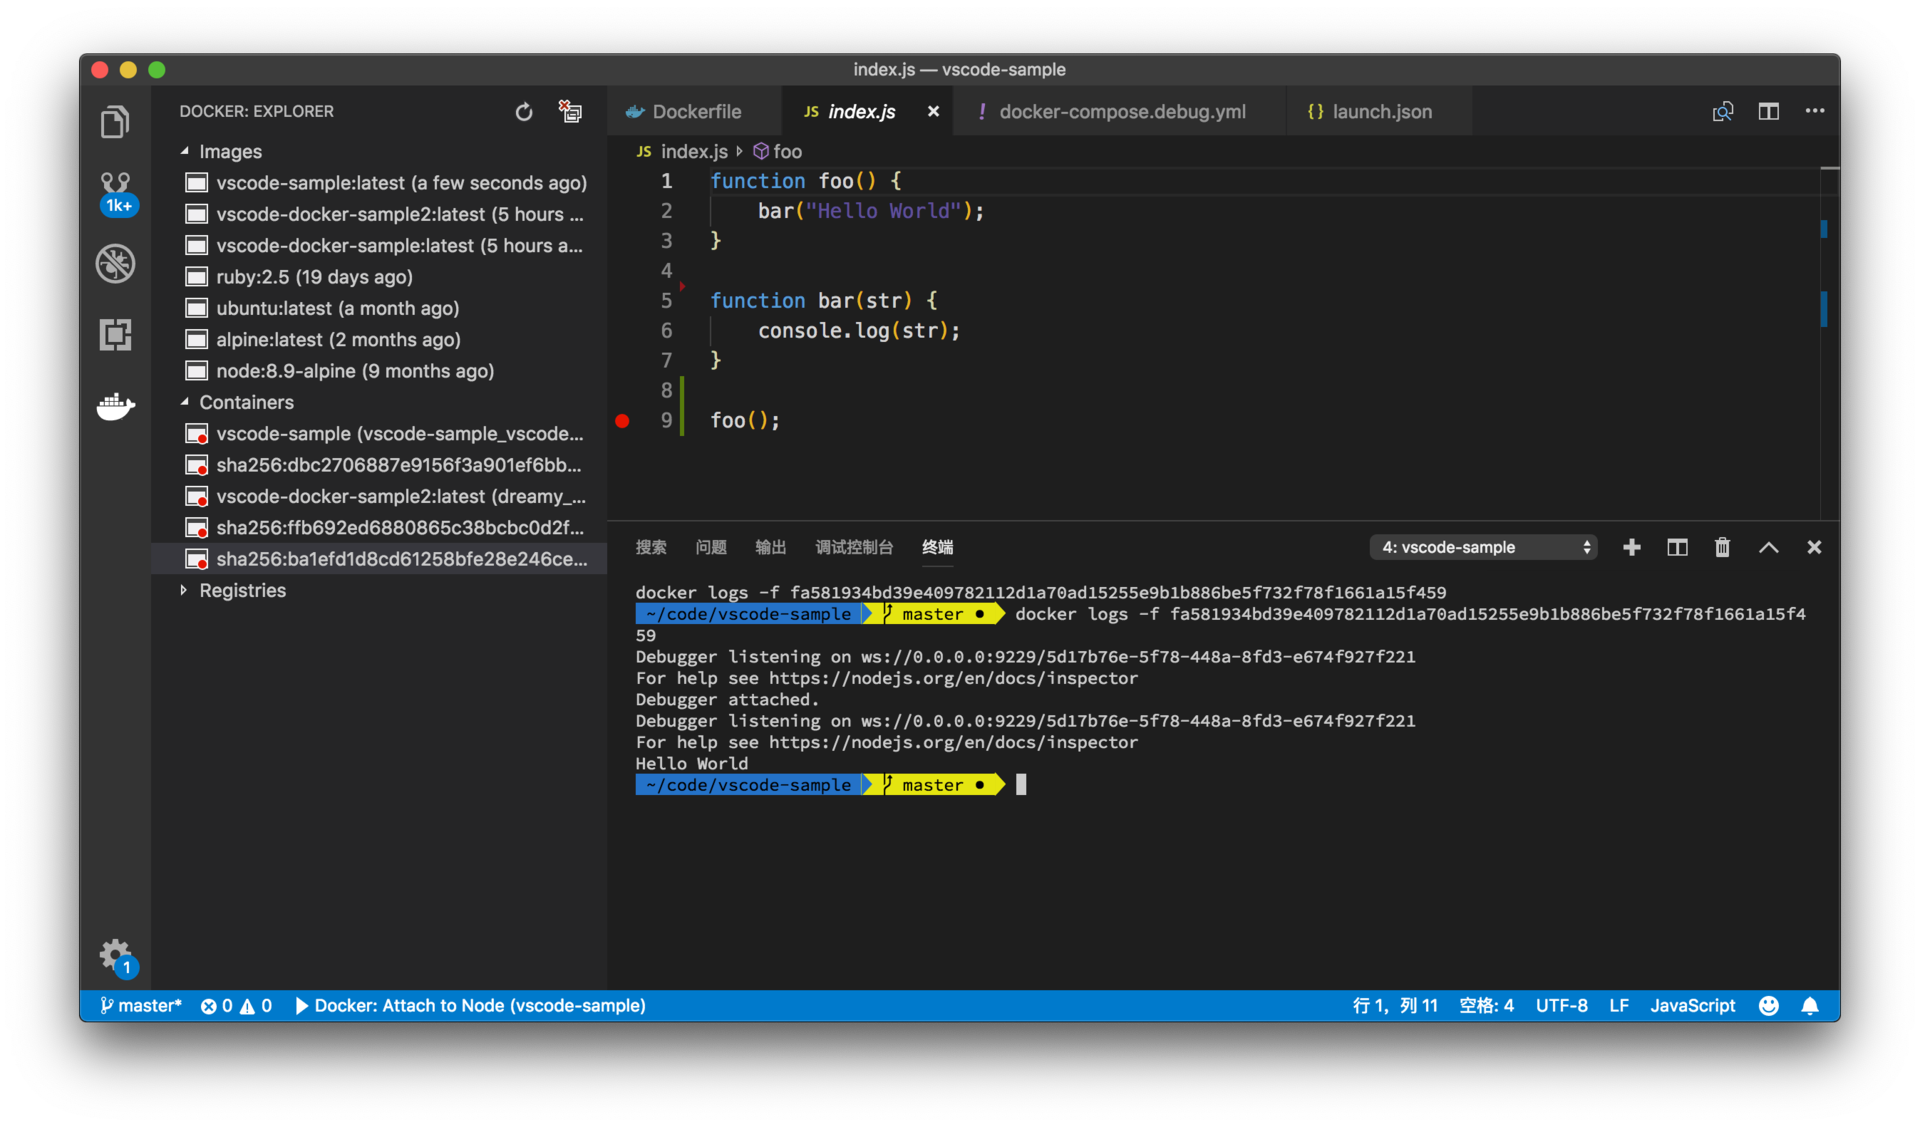 index.js — vscode-sample
DOCKER: EXPLORER
Dockerfile
JS index.js
! docker-compose.debug.yml
{} launch.json
JS index.js foo
1k+
Images
vscode-sample:latest (a few seconds ago)
vscode-docker-sample2:latest (5 hours ...
vscode-docker-sample:latest (5 hours a...
ruby:2.5 (19 days ago)
ubuntu:latest (a month ago)
alpine:latest (2 months ago)
node:8.9-alpine (9 months ago)
Containers
vscode-sample (vscode-sample_vscode...
sha256:dbc2706887e9156f3a901ef6bb...
vscode-docker-sample2:latest (dreamy_...
sha256:ffb692ed6880865c38bcbc0d2f...
sha256:ba1efd1d8cd61258bfe28e246ce...
Registries
1 function foo() {
2 bar("Hello World");
3 }
4
5 function bar(str) {
6 console.log(str);
7 }
8
9 foo();
搜索 问题 输出 调试控制台 终端
4: vscode-sample
docker logs -f fa581934bd39e409782112d1a70ad15255e9b1b886be5f732f78f1661a15f459
~/code/vscode-sample master ● docker logs -f fa581934bd39e409782112d1a70ad15255e9b1b886be5f732f78f1661a15f4
59
Debugger listening on ws://0.0.0.0:9229/5d17b76e-5f78-448a-8fd3-e674f927f221
For help see https://nodejs.org/en/docs/inspector
Debugger attached.
Debugger listening on ws://0.0.0.0:9229/5d17b76e-5f78-448a-8fd3-e674f927f221
For help see https://nodejs.org/en/docs/inspector
Hello World
~/code/vscode-sample master ●
1
master* 0 0 Docker: Attach to Node (vscode-sample)
行 1，列 11 空格: 4 UTF-8 LF JavaScript